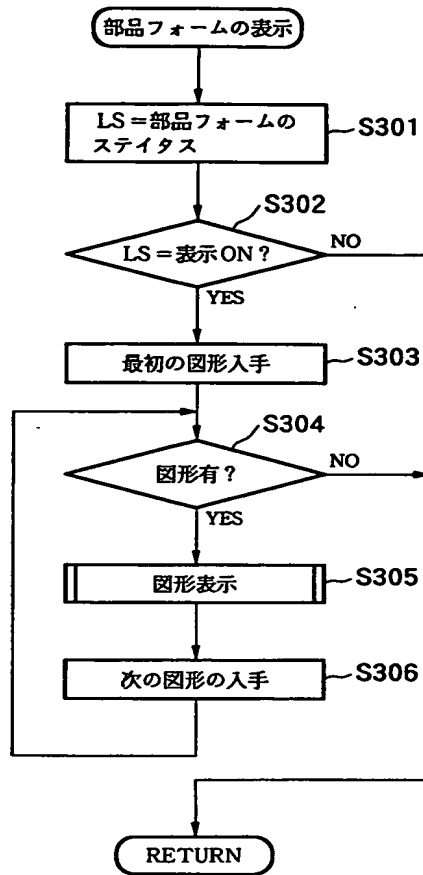 部品フォームの表示
LS＝部品フォームの
ステイタス
S301
S302
LS＝表示ON？
NO
YES
最初の図形入手
S303
S304
図形有？
NO
YES
図形表示
S305
次の図形の入手
S306
RETURN